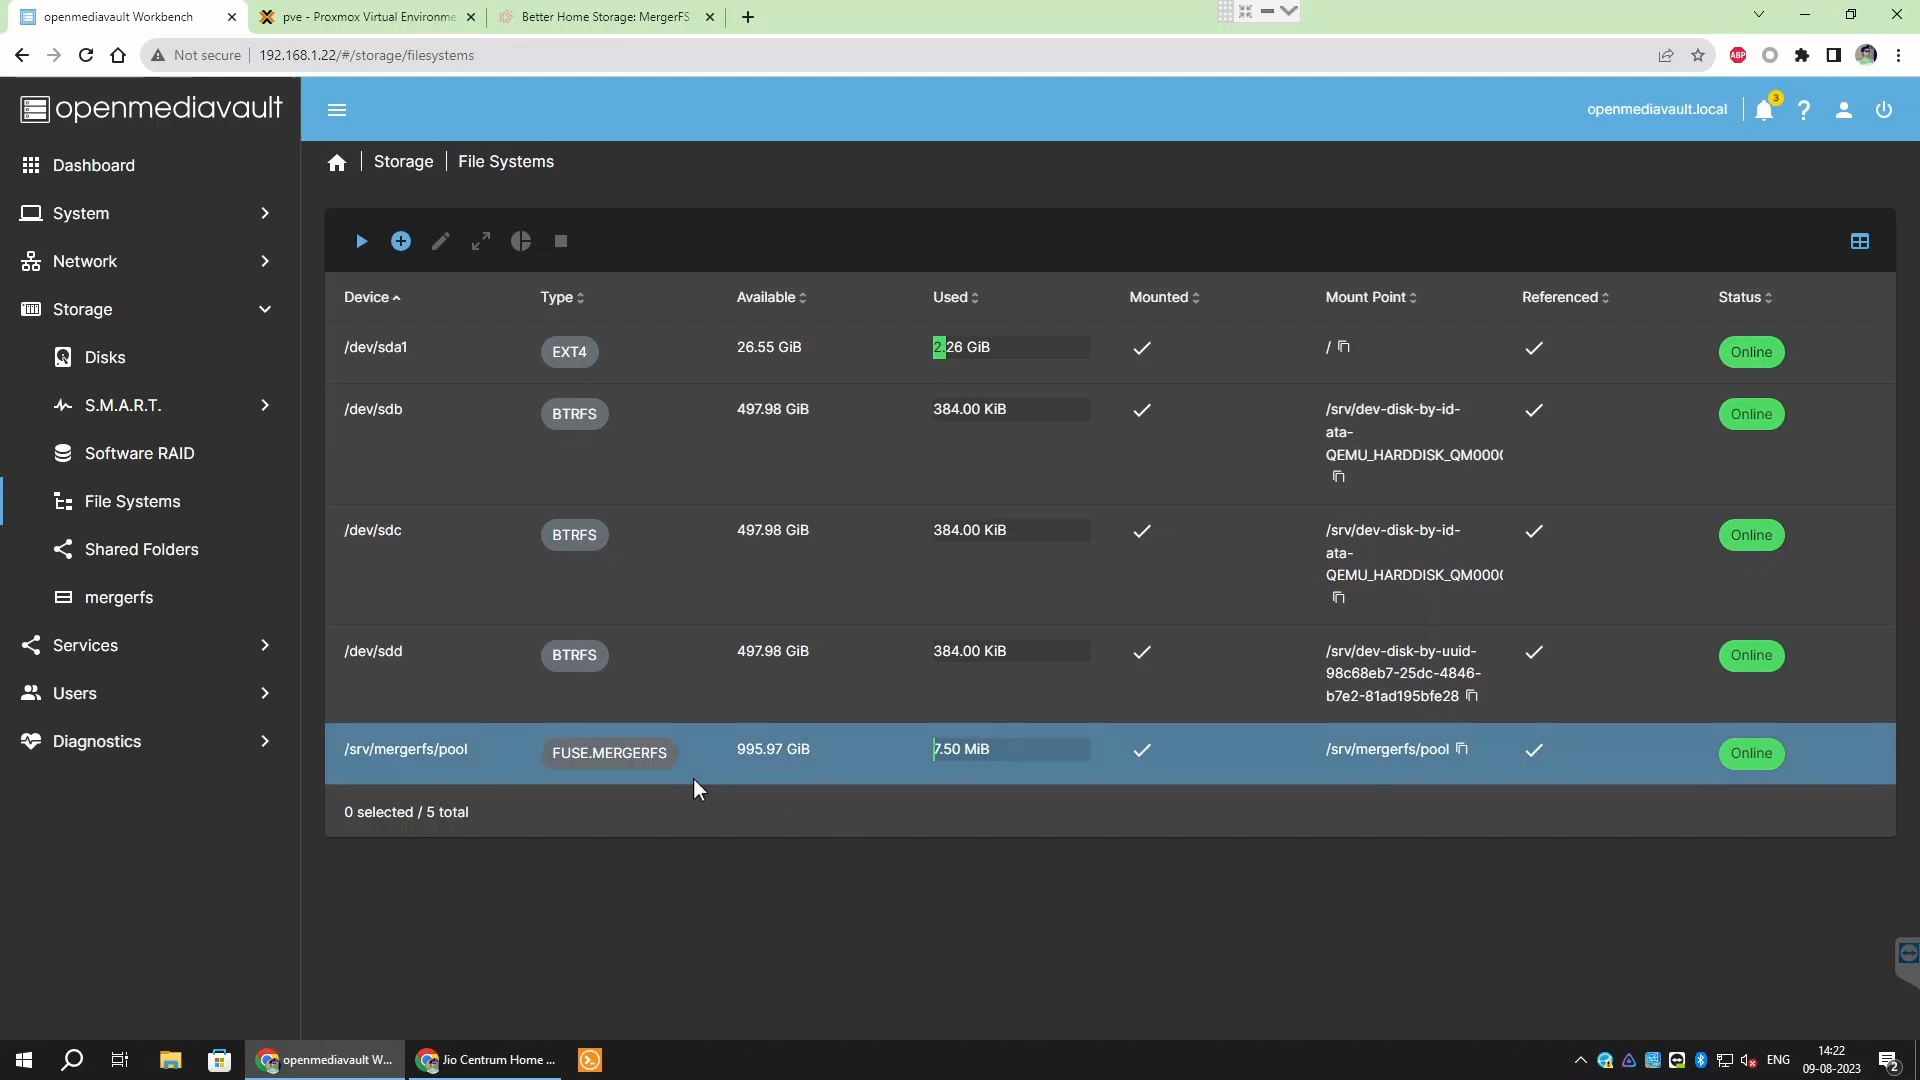 openmediavault Workbench
pve - Proxmox Virtual Environme
Better Home Storage: MergerFS
Not secure
192.168.1.22/#/storage/filesystems
ABP
openmediavault
openmediavault.local
3
Dashboard
System
Network
Storage
Disks
S.M.A.R.T.
Software RAID
File Systems
Shared Folders
mergerfs
Services
Users
Diagnostics
Storage
File Systems
Device
Type
Available
Used
Mounted
Mount Point
Referenced
Status
/dev/sda1
EXT4
26.55 GiB
2.26 GiB
/
Online
/dev/sdb
BTRFS
497.98 GiB
384.00 KiB
/srv/dev-disk-by-id-
ata-
QEMU_HARDDISK_QM0000
Online
/dev/sdc
BTRFS
497.98 GiB
384.00 KiB
/srv/dev-disk-by-id-
ata-
QEMU_HARDDISK_QM0000
Online
/dev/sdd
BTRFS
497.98 GiB
384.00 KiB
/srv/dev-disk-by-uuid-
98c68eb7-25dc-4846-
b7e2-81ad195bfe28
Online
/srv/mergerfs/pool
FUSE.MERGERFS
995.97 GiB
7.50 MiB
/srv/mergerfs/pool
Online
0 selected / 5 total
openmediavault W...
Jio Centrum Home ...
ENG
14:22
09-08-2023
2